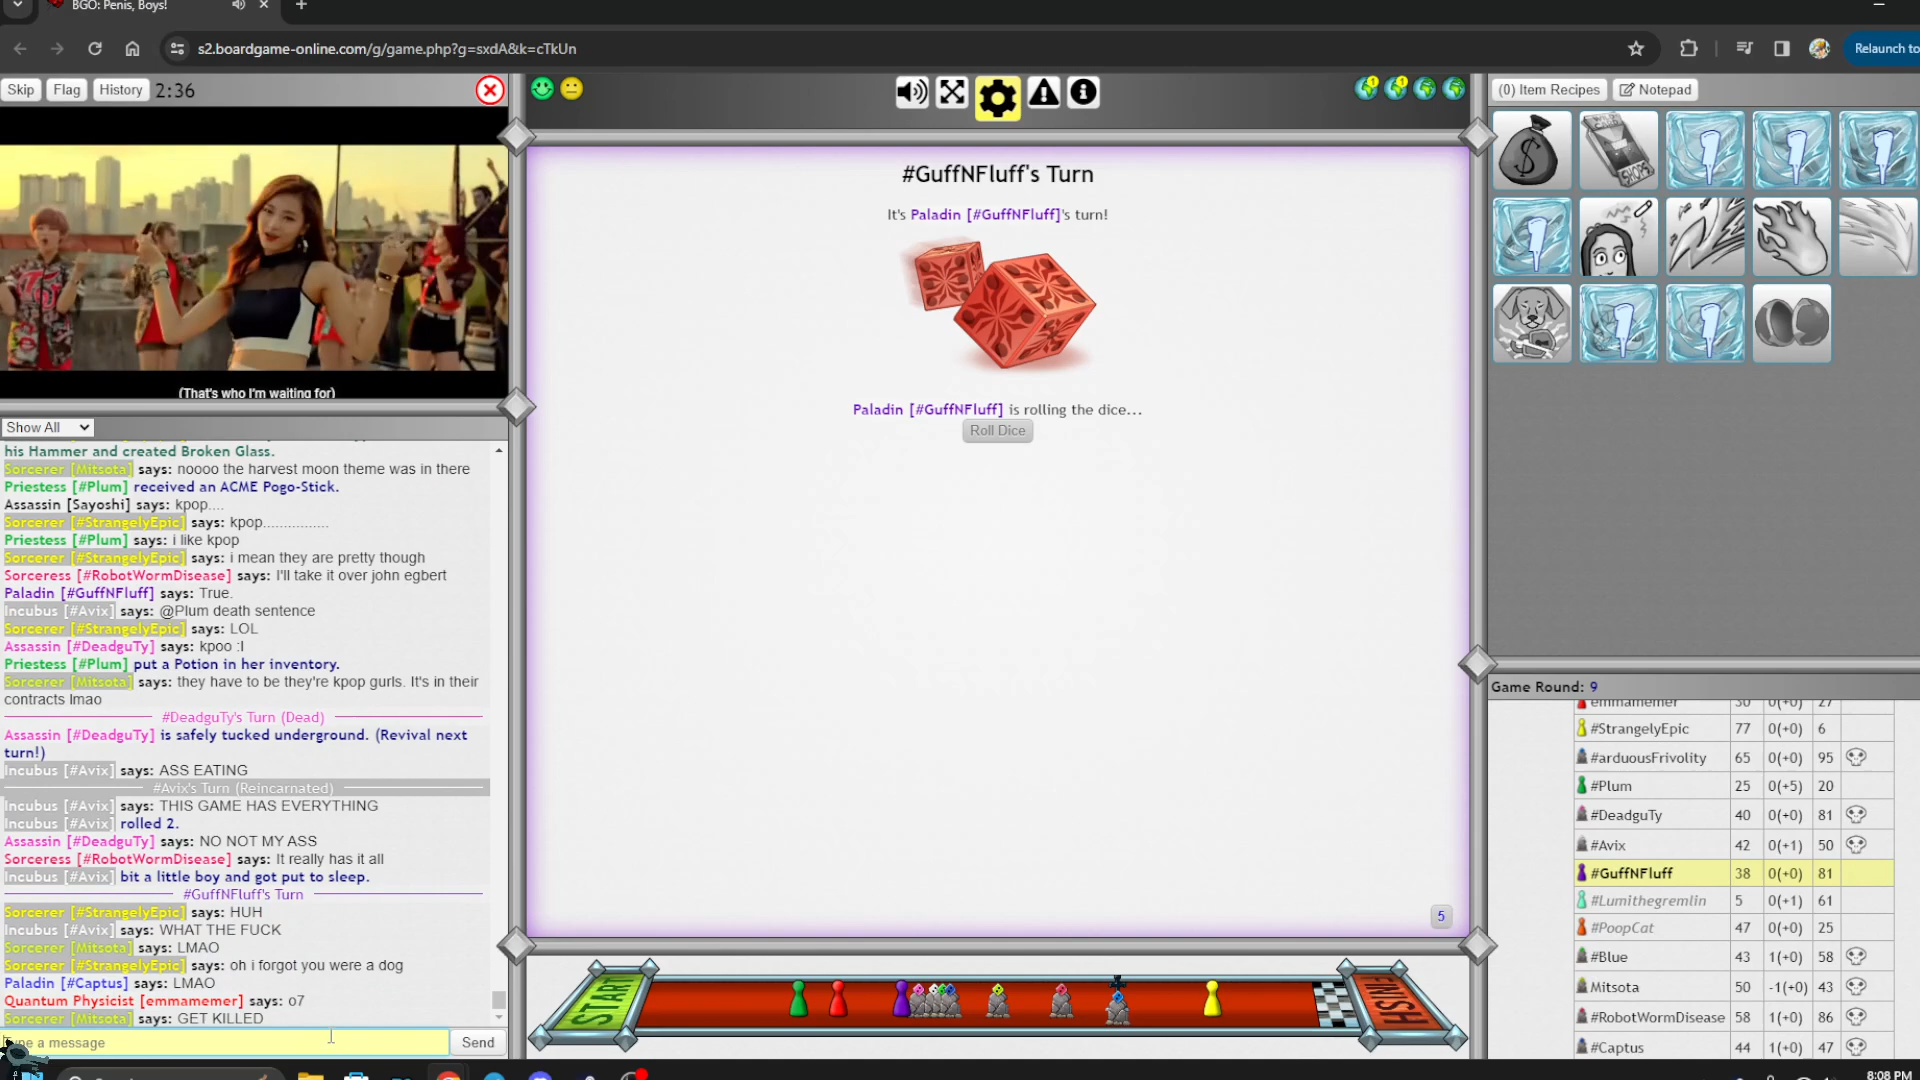 BGO: Penis, Boys!
s2.boardgame-online.com/g/game.php?g=sxdA&k=cTkUn
Relaunch to
Skip
Flag
History
2:36
(That's who I'm waiting for)
Show All
his Hammer and created Broken Glass.
Sorcerer [Mitsota] says: noooo the harvest moon theme was in there
Priestess [#Plum] received an ACME Pogo-Stick.
Assassin [Sayoshi] says: kpop....
Sorcerer [#StrangelyEpic] says: kpop................
Priestess [#Plum] says: i like kpop
Sorcerer [#StrangelyEpic] says: i mean they are pretty though
Sorceress [#RobotWormDisease] says: I'll take it over john egbert
Paladin [#GuffNFluff] says: True.
Incubus [#Avix] says: @Plum death sentence
Sorcerer [#StrangelyEpic] says: LOL
Assassin [#DeadguTy] says: kpoo :I
Priestess [#Plum] put a Potion in her inventory.
Sorcerer [Mitsota] says: they have to be they're kpop gurls. It's in their
contracts lmao
#DeadguTy's Turn (Dead)
Assassin [#DeadguTy] is safely tucked underground. (Revival next
turn!)
Incubus [#Avix] says: ASS EATING
#Avix's Turn (Reincarnated)
Incubus [#Avix] says: THIS GAME HAS EVERYTHING
Incubus [#Avix] rolled 2.
Assassin [#DeadguTy] says: NO NOT MY ASS
Sorceress [#RobotWormDisease] says: It really has it all
Incubus [#Avix] bit a little boy and got put to sleep.
#GuffNFluff's Turn
Sorcerer [#StrangelyEpic] says: HUH
Incubus [#Avix] says: WHAT THE FUCK
Sorcerer [Mitsota] says: LMAO
Sorcerer [#StrangelyEpic] says: oh i forgot you were a dog
Paladin [#Captus] says: LMAO
Quantum Physicist [emmamemer] says: o7
Sorcerer [Mitsota] says: GET KILLED
Type a message
Send
1
1
#GuffNFluff's Turn
It's Paladin [#GuffNFluff]'s turn!
Paladin [#GuffNFluff] is rolling the dice...
Roll Dice
5
START
FINISH
(0) Item Recipes
Notepad
Game Round: 9
emmamemer 30 0(+0) 27
#StrangelyEpic 77 0(+0) 6
#arduousFrivolity 65 0(+0) 95
#Plum 25 0(+5) 20
#DeadguTy 40 0(+0) 81
#Avix 42 0(+1) 50
#GuffNFluff 38 0(+0) 81
#Lumithegremlin 5 0(+1) 61
#PoopCat 47 0(+0) 25
#Blue 43 1(+0) 58
Mitsota 50 -1(+0) 43
#RobotWormDisease 58 1(+0) 86
#Captus 44 1(+0) 47
8:08 PM